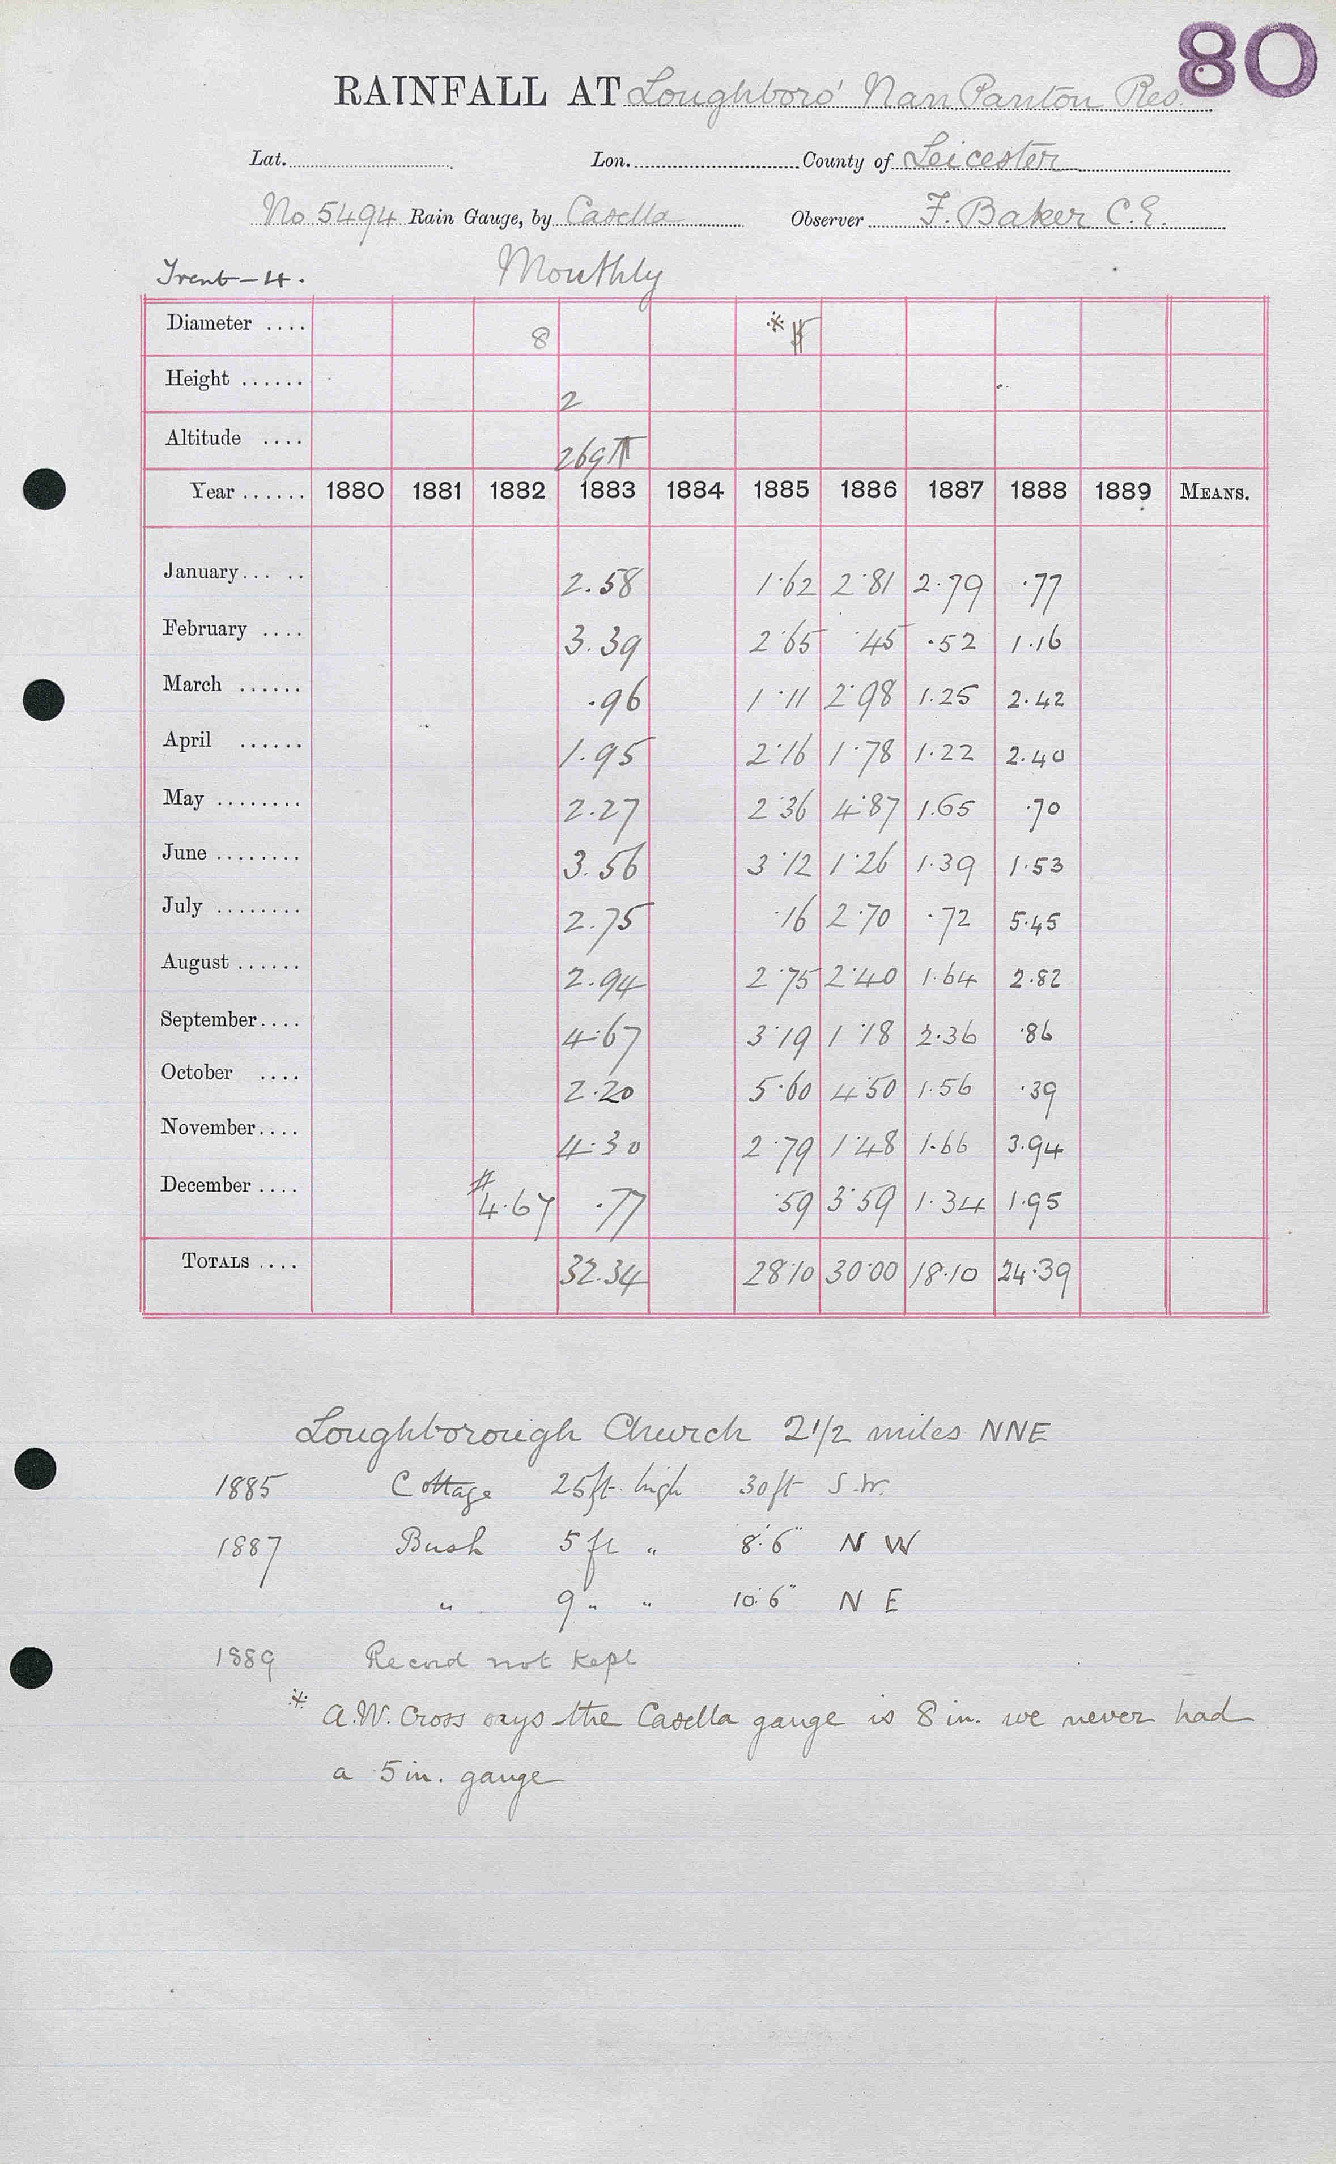 80
RAINFALL AT Loughboro' Nan Panton Res.
Lat. Lon. County of Leicester
No 5494 Rain Gauge, by Casella Observer F. Baker C.E.
Trent - 4. Monthly
Diameter .... 8 * 5
Height ...... 2
Altitude .... 269 T
Year ...... 1880 1881 1882 1883 1884 1885 1886 1887 1888 1889 MEANS.
January... .. 2.58 1.62 2.81 2.79 .77
February .... 3.39 2.65 .45 .52 1.16
March ...... .96 1.11 2.98 1.25 2.42
April ...... 1.95 2.16 1.78 1.22 2.40
May ........ 2.27 2.36 4.87 1.65 .70
June ........ 3.56 3.12 1.26 1.39 1.53
July ........ 2.75 .16 2.70 .72 5.45
August ...... 2.94 2.75 2.40 1.64 2.82
September.... 4.67 3.19 1.18 2.36 .86
October .... 2.20 5.60 4.50 1.56 .39
November.... 4.30 2.79 1.48 1.66 3.94
December .... # 4.67 .77 .59 3.59 1.34 1.95
TOTALS .... 32.34 28.10 30.00 18.10 24.39
Loughborough Church 2 1/2 miles NNE
1885 Cottage 25ft. high 30ft S.W.
1887 Bush 5 ft " 8'.6" N W
" 9 " " 10'.6" N E
1889 Record not kept
* A.W. Cross says the Casella gauge is 8 in. we never had
a 5 in. gauge